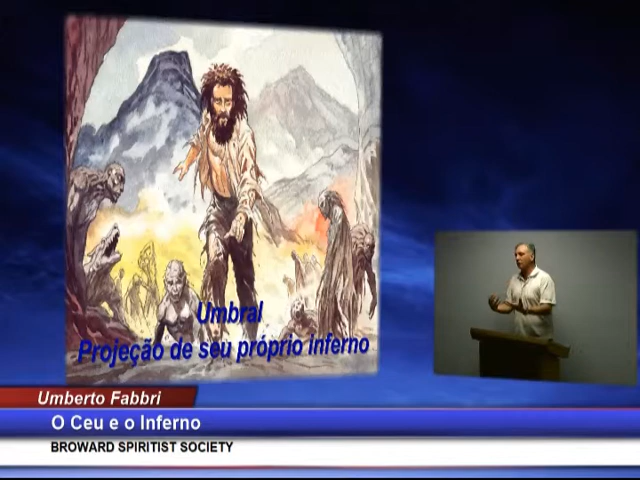 Umbral
Projeção de seu próprio inferno
Umberto Fabbri
O Ceu e o Inferno
BROWARD SPIRITIST SOCIETY